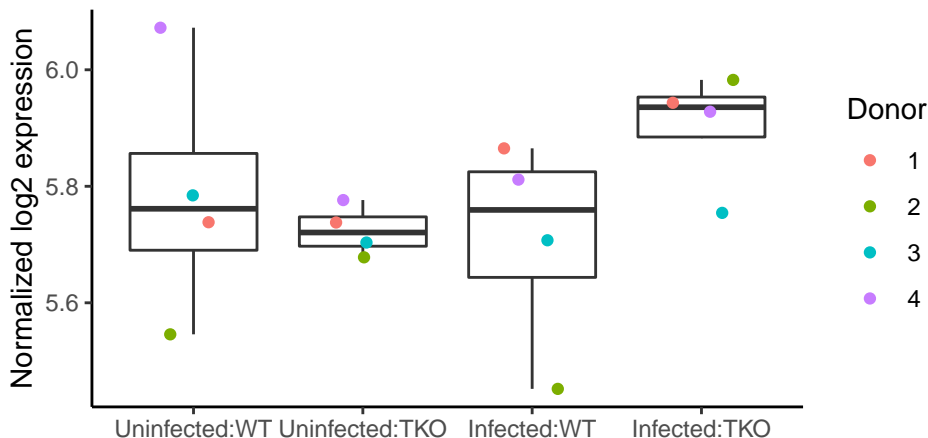 Normalized log2 expression
6.0
5.8
5.6
Uninfected:WT
Uninfected:TKO
Infected:WT
Infected:TKO
Donor
1
2
3
4